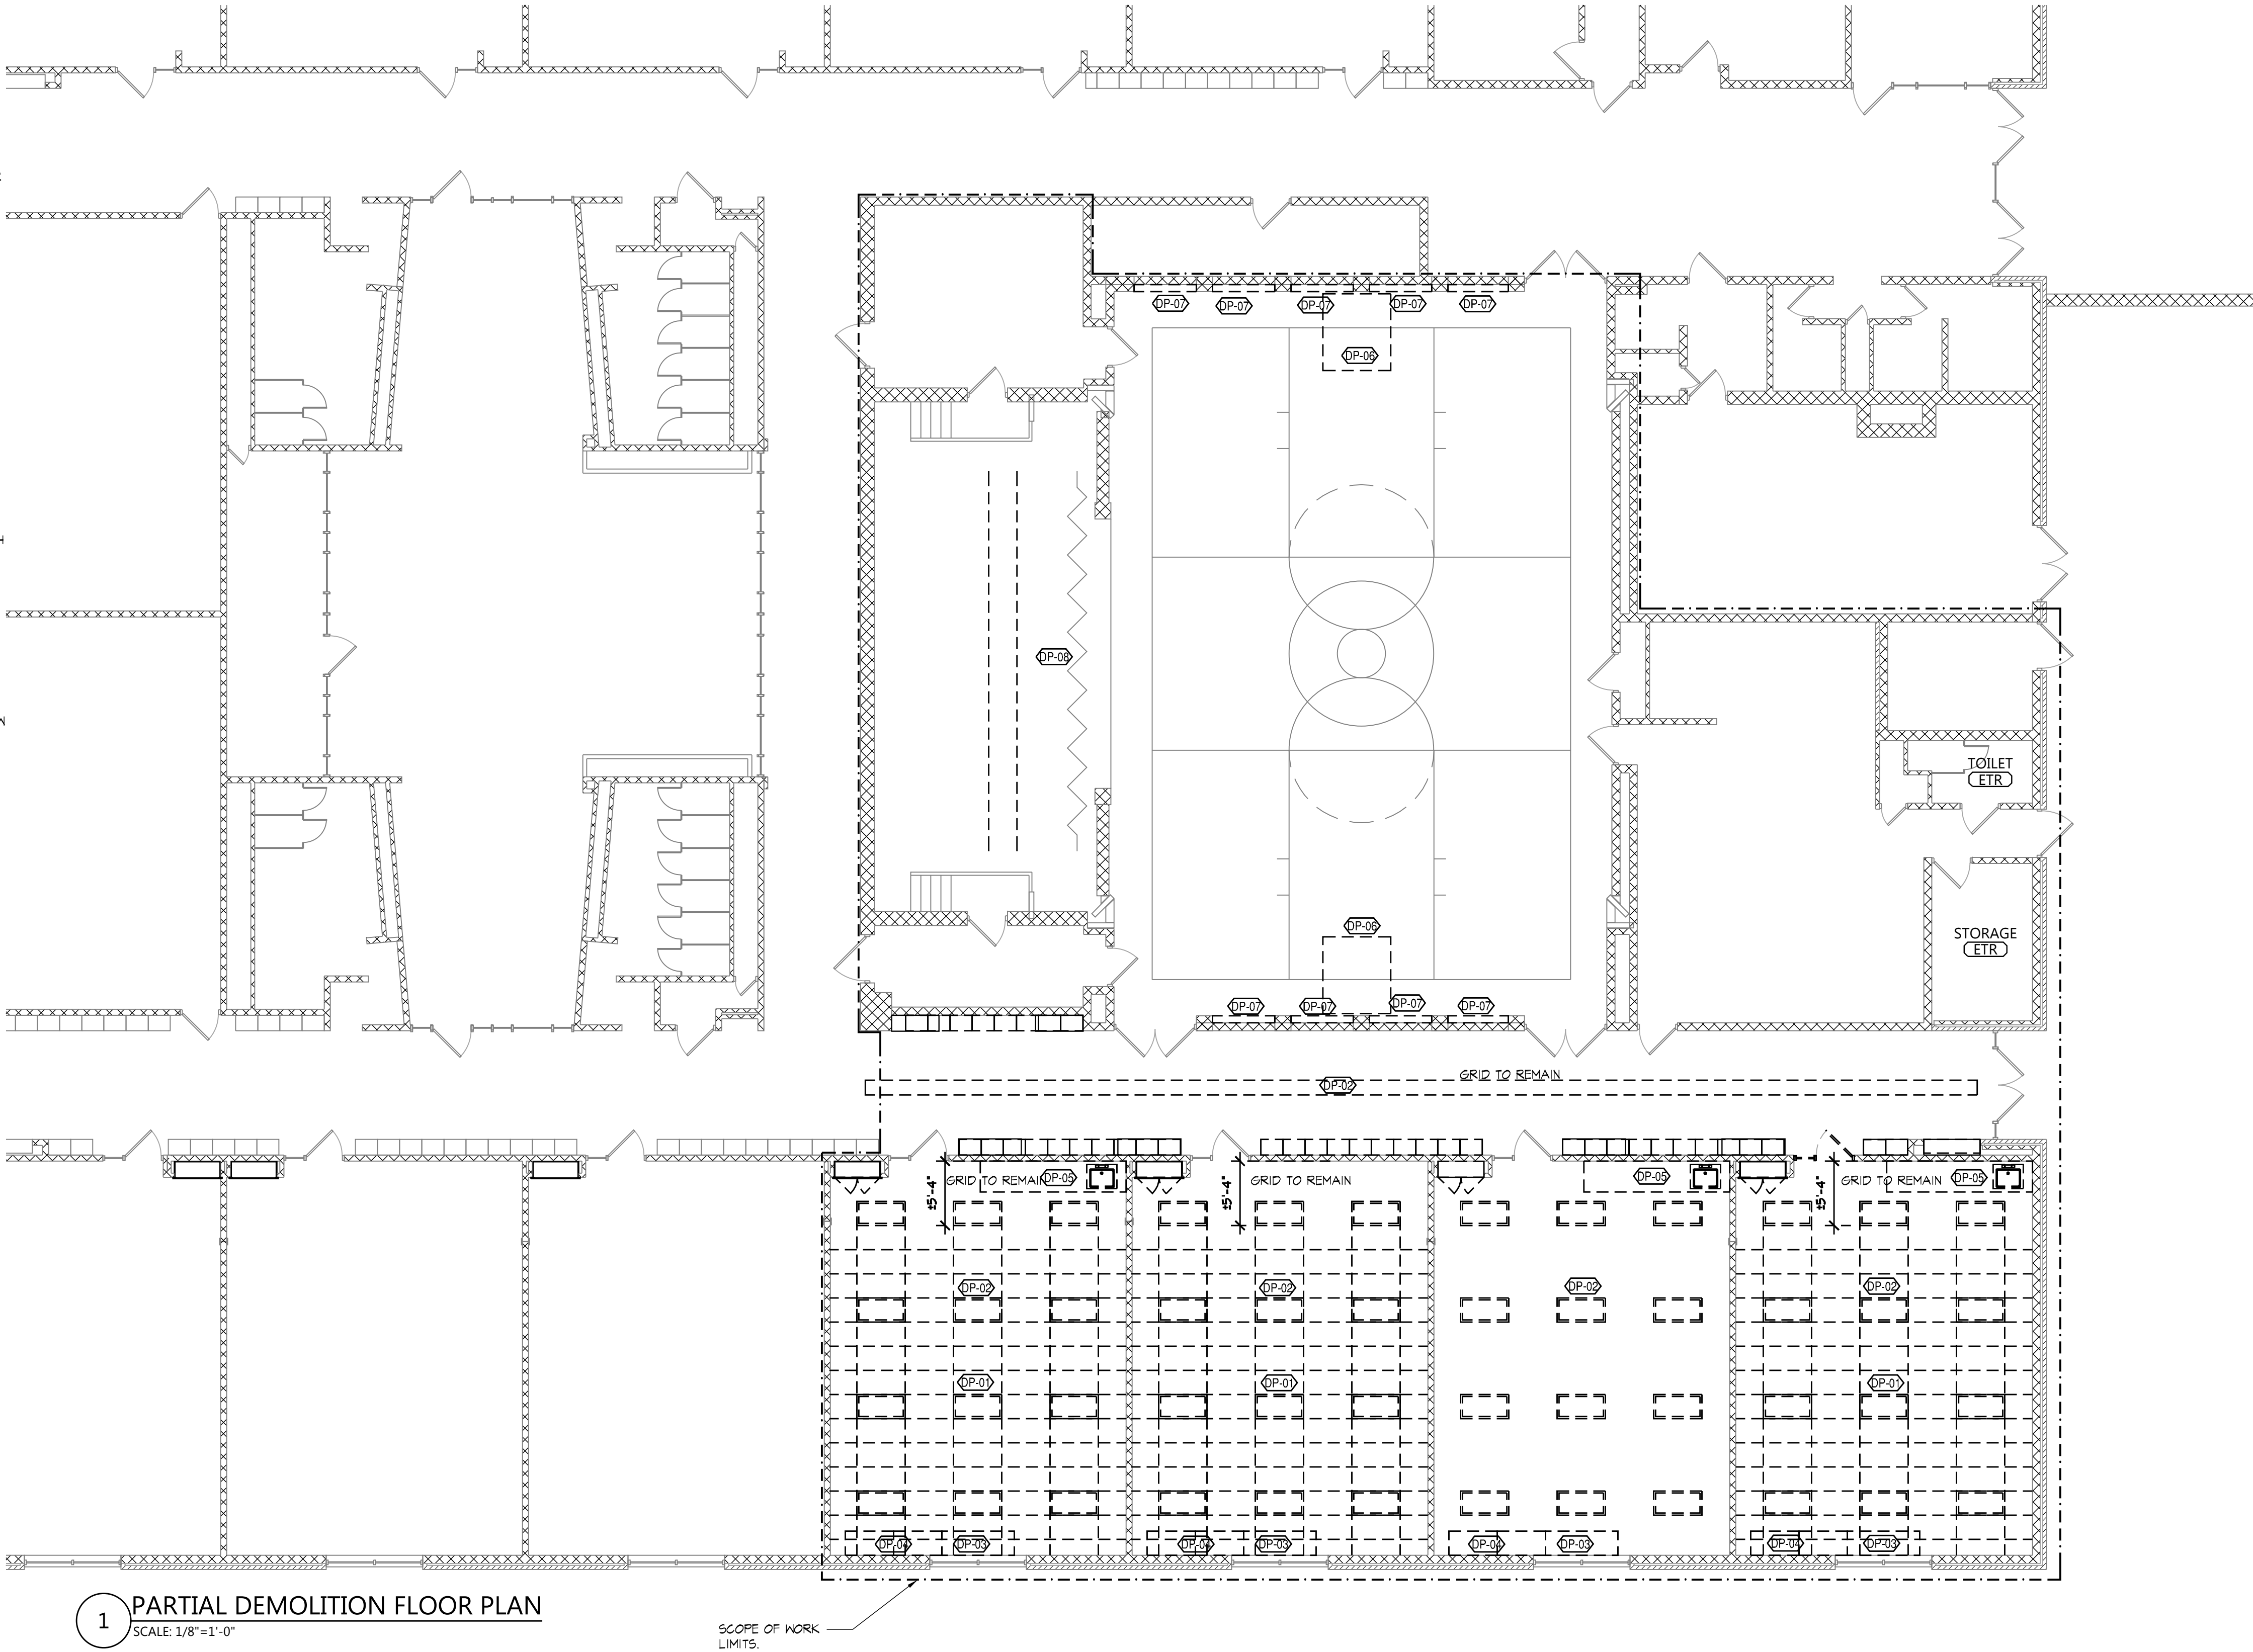 DP-07
DP-07
DP-07
DP-07
DP-07
DP-06
DP-08
TOILET
ETR
DP-06
STORAGE
ETR
DP-07
DP-07
DP-07
DP-07
GRID TO REMAIN
DP-02
±5'-4"
GRID TO REMAIN
DP-05
±5'-4"
GRID TO REMAIN
DP-05
±5'-4"
GRID TO REMAIN
DP-05
DP-02
DP-02
DP-02
DP-02
DP-01
DP-01
DP-01
DP-04
DP-03
DP-04
DP-03
DP-04
DP-03
DP-04
DP-03
1
PARTIAL DEMOLITION FLOOR PLAN
SCALE: 1/8"=1'-0"
SCOPE OF WORK
LIMITS.